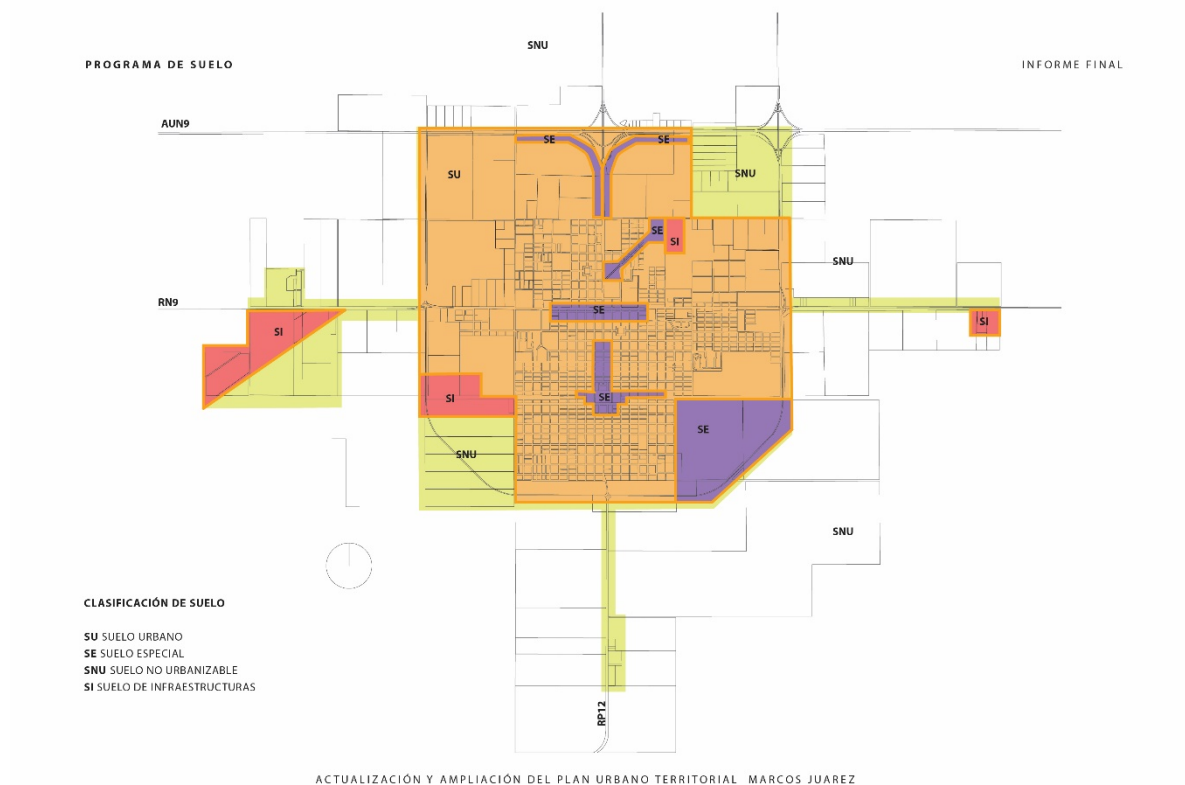 SNU
PROGRAMA DE SUELO
INFORME FINAL
AUN9
SE
SE
SU
SNU
SE
SI
SNU
RN9
SE
SI
SI
SI
SE
SE
SNU
SNU
CLASIFICACIÓN DE SUELO
SU SUELO URBANO
SE SUELO ESPECIAL
SNU SUELO NO URBANIZABLE
SI SUELO DE INFRAESTRUCTURAS
RP12
ACTUALIZACIÓN Y AMPLIACIÓN DEL PLAN URBANO TERRITORIAL MARCOS JUAREZ